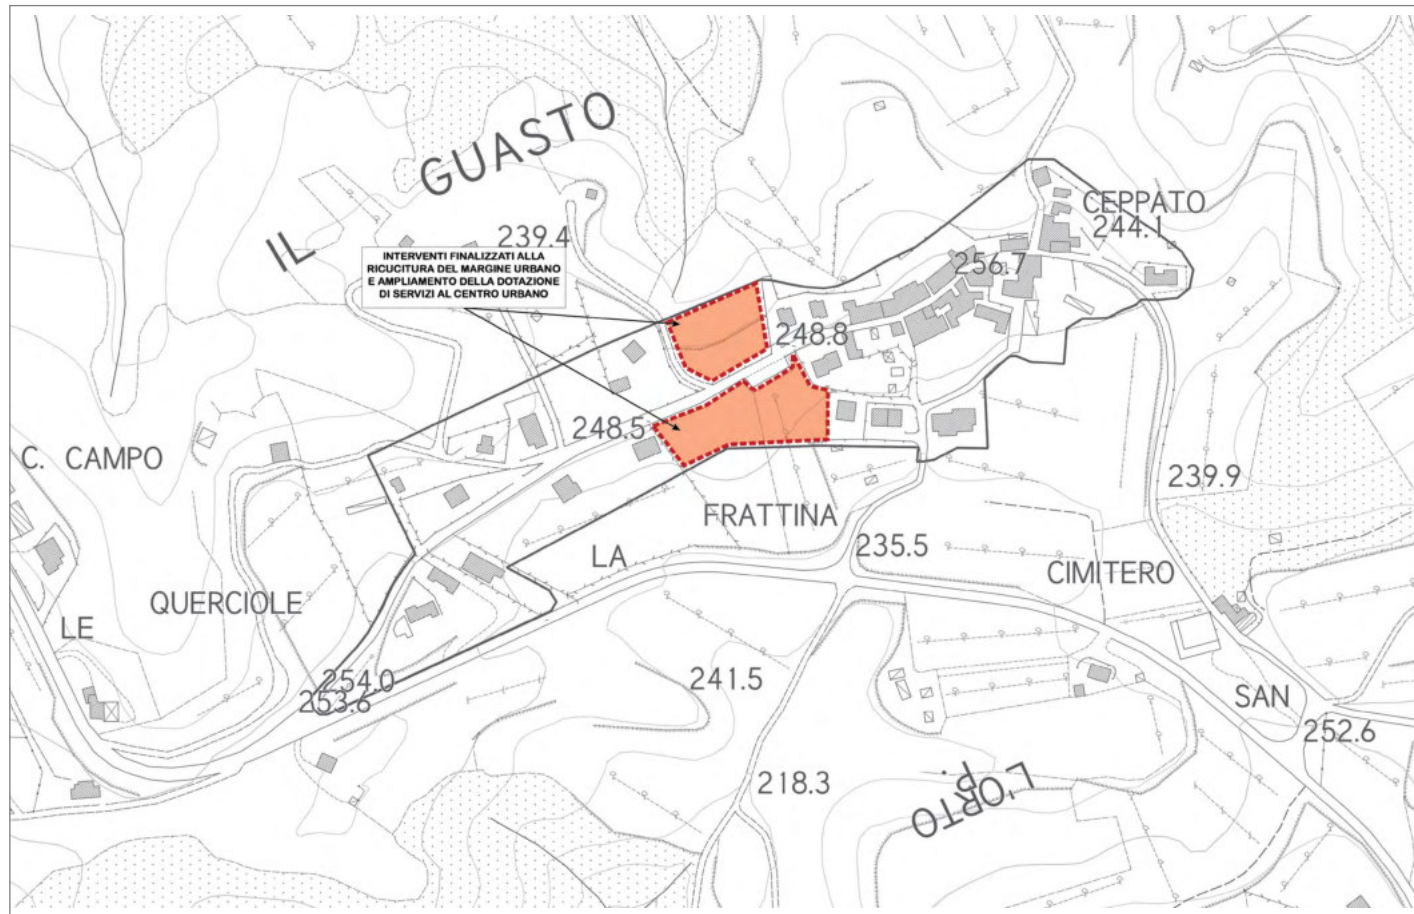 GUASTO
IL
CEPPATO
244.1
239.4
256.7
INTERVENTI FINALIZZATI ALLA
RICUCITURA DEL MARGINE URBANO
E AMPLIAMENTO DELLA DOTAZIONE
DI SERVIZI AL CENTRO URBANO
248.8
248.5
C. CAMPO
239.9
FRATTINA
235.5
LA
CIMITERO
QUERCIOLE
LE
254.0
253.6
241.5
SAN
252.6
218.3
L'ORTO
P.